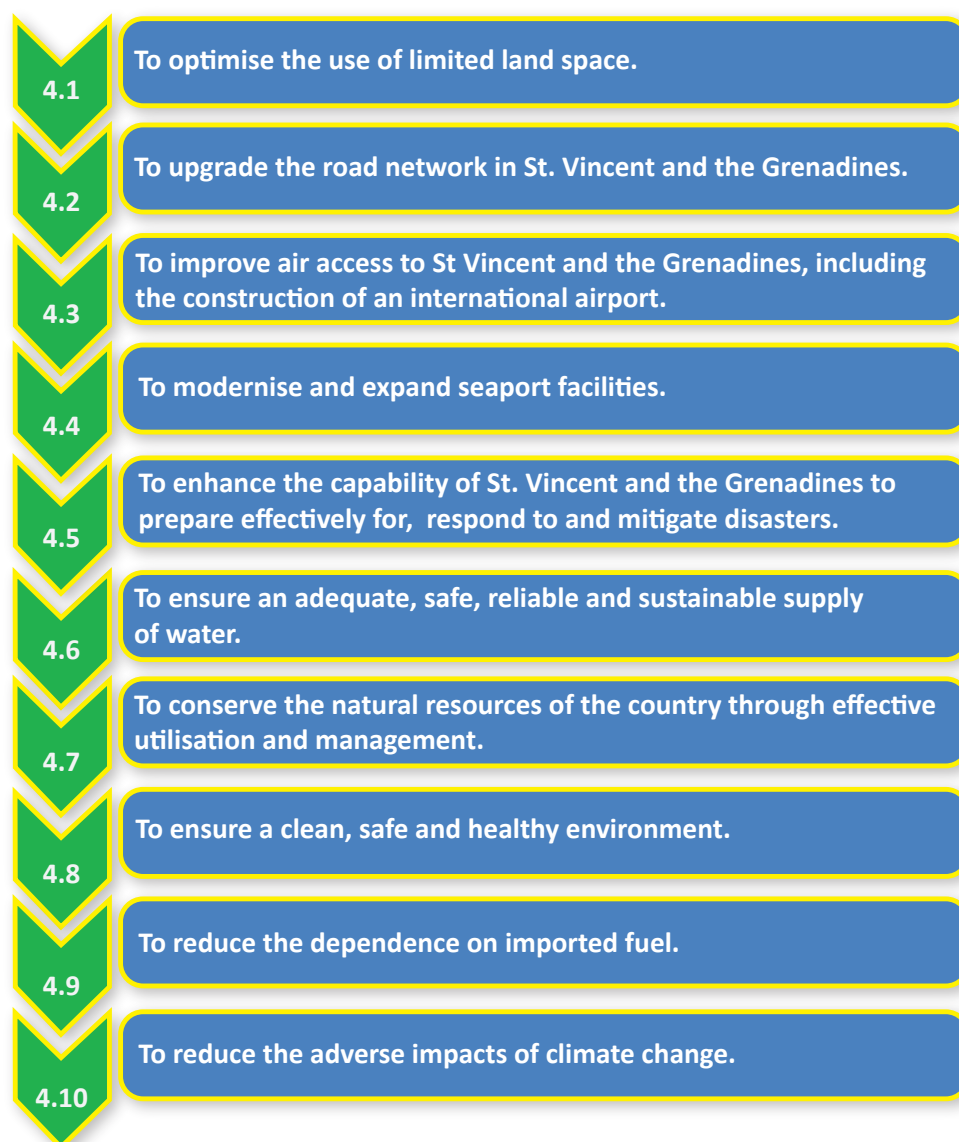 4.1
To optimise the use of limited land space.
4.2
To upgrade the road network in St. Vincent and the Grenadines.
4.3
To improve air access to St Vincent and the Grenadines, including
the construction of an international airport.
4.4
To modernise and expand seaport facilities.
4.5
To enhance the capability of St. Vincent and the Grenadines to
prepare effectively for,  respond to and mitigate disasters.
4.6
To ensure an adequate, safe, reliable and sustainable supply
of water.
4.7
To conserve the natural resources of the country through effective
utilisation and management.
4.8
To ensure a clean, safe and healthy environment.
4.9
To reduce the dependence on imported fuel.
4.10
To reduce the adverse impacts of climate change.